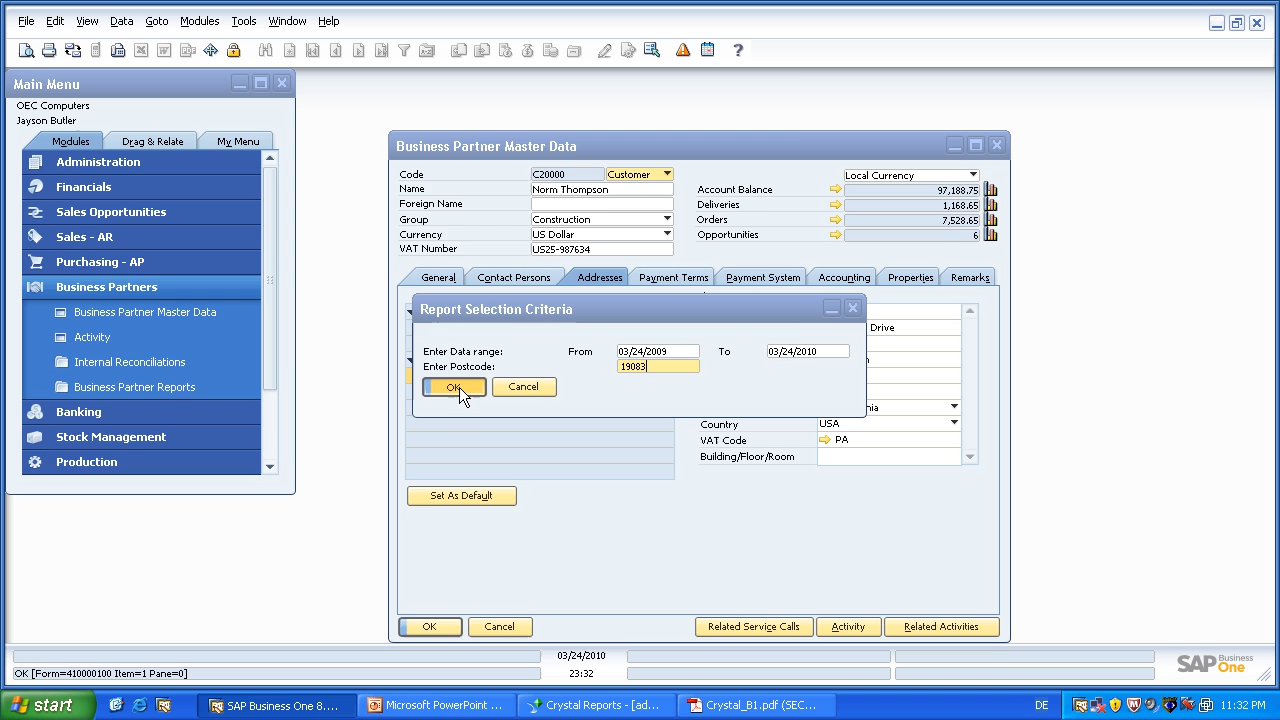 File Edit View Data Goto Modules Tools Window Help
Main Menu
OEC Computers
Jayson Butler
Modules Drag & Relate My Menu
Administration
Financials
Sales Opportunities
Sales - AR
Purchasing - AP
Business Partners
Business Partner Master Data
Activity
Internal Reconciliations
Business Partner Reports
Banking
Stock Management
Production
Business Partner Master Data
Code C20000 Customer Local Currency
Name Norm Thompson Account Balance 97,188.75
Foreign Name Deliveries 1,168.65
Group Construction Orders 7,528.65
Currency US Dollar Opportunities 6
VAT Number US25-987634
General Contact Persons Addresses Payment Terms Payment System Accounting Properties Remarks
Report Selection Criteria
Drive
Enter Data range: From 03/24/2009 To 03/24/2010
Enter Postcode: 19083
OK Cancel
Country USA
VAT Code PA
Building/Floor/Room
Set As Default
OK Cancel Related Service Calls Activity Related Activities
03/24/2010
OK [Form=410000100 Item=1 Pane=0] 23:32
SAP Business One
start SAP Business One 8.... Microsoft PowerPoint ... Crystal Reports - [ad... Crystal_B1.pdf (SEC... DE 11:32 PM